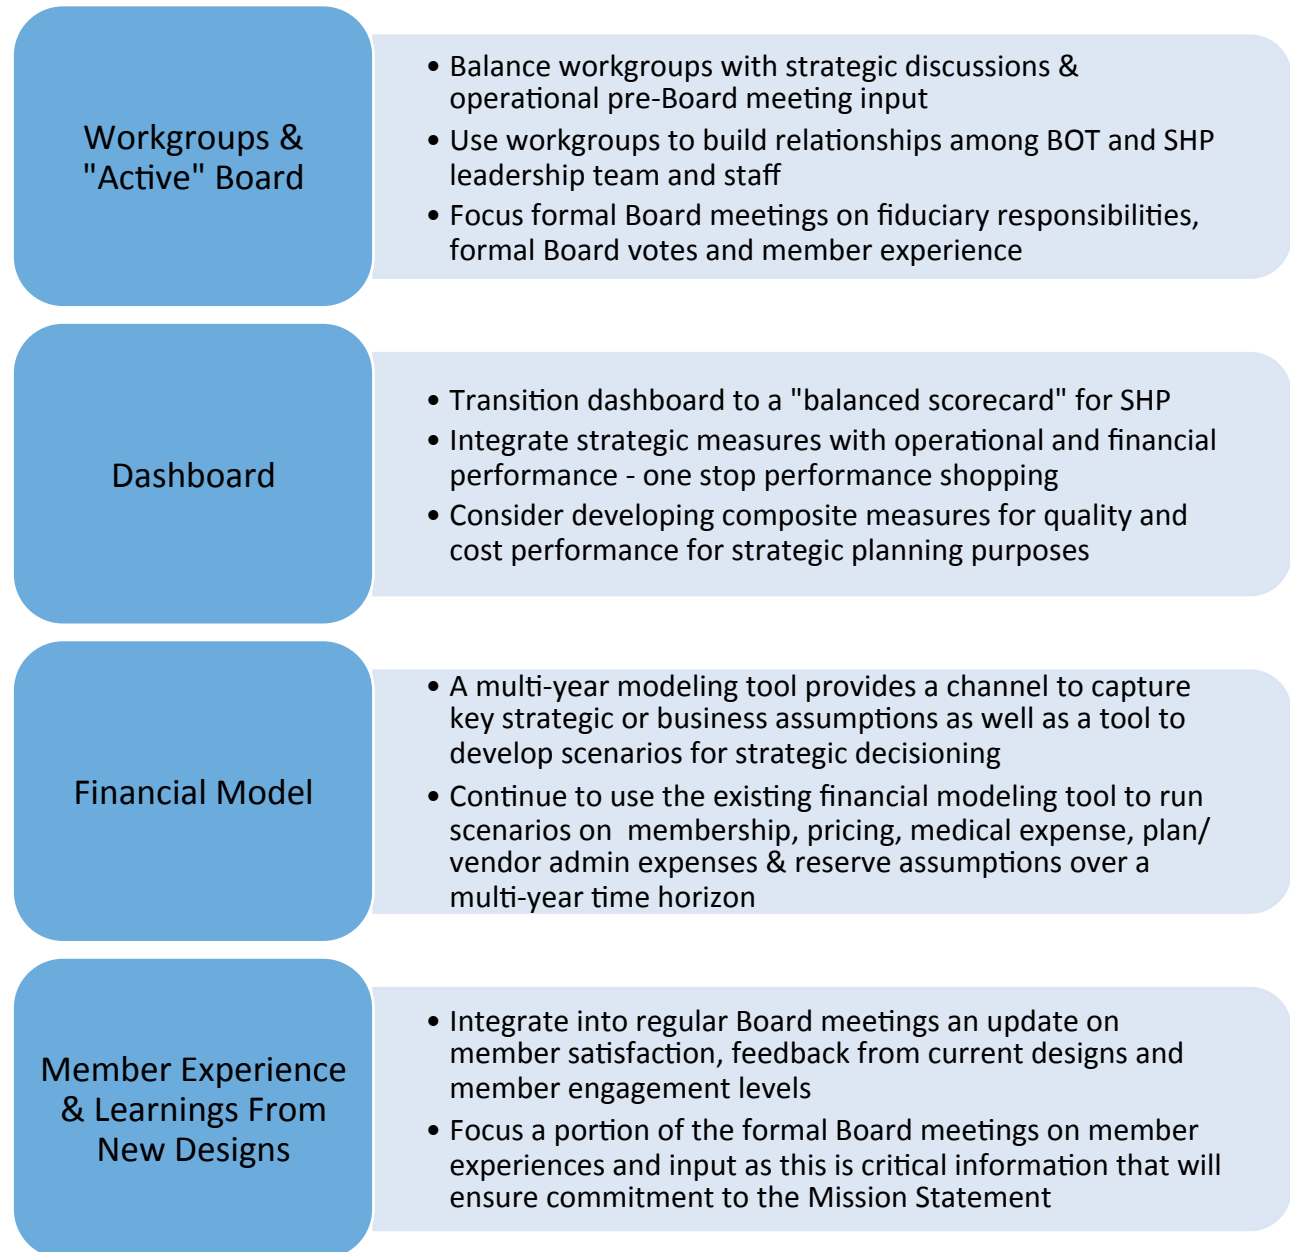 Workgroups &
"Active" Board
• Balance workgroups with strategic discussions &
operational pre-Board meeting input
• Use workgroups to build relationships among BOT and SHP
leadership team and staff
• Focus formal Board meetings on fiduciary responsibilities,
formal Board votes and member experience
Dashboard
• Transition dashboard to a "balanced scorecard" for SHP
• Integrate strategic measures with operational and financial
performance - one stop performance shopping
• Consider developing composite measures for quality and
cost performance for strategic planning purposes
Financial Model
• A multi-year modeling tool provides a channel to capture
key strategic or business assumptions as well as a tool to
develop scenarios for strategic decisioning
• Continue to use the existing financial modeling tool to run
scenarios on  membership, pricing, medical expense, plan/
vendor admin expenses & reserve assumptions over a
multi-year time horizon
Member Experience
& Learnings From
New Designs
• Integrate into regular Board meetings an update on
member satisfaction, feedback from current designs and
member engagement levels
• Focus a portion of the formal Board meetings on member
experiences and input as this is critical information that will
ensure commitment to the Mission Statement